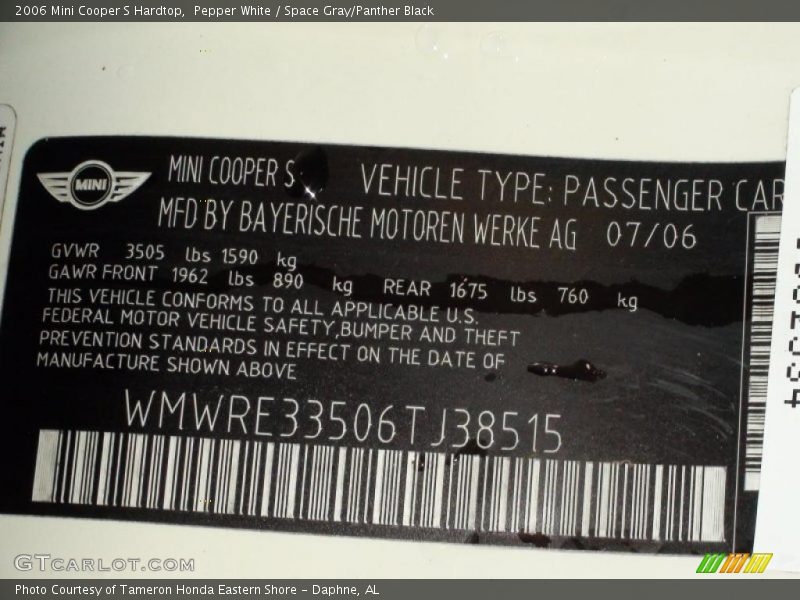 2006 Mini Cooper S Hardtop,  Pepper White / Space Gray/Panther Black
MINI
MINI COOPER S
VEHICLE TYPE: PASSENGER CAR
MFD BY BAYERISCHE MOTOREN WERKE AG 07/06
GVWR 3505 lbs 1590 kg
GAWR FRONT 1962 lbs 890 kg REAR 1675 lbs 760 kg
THIS VEHICLE CONFORMS TO ALL APPLICABLE U.S.
FEDERAL MOTOR VEHICLE SAFETY,BUMPER AND THEFT
PREVENTION STANDARDS IN EFFECT ON THE DATE OF
MANUFACTURE SHOWN ABOVE
WMWRE33506TJ38515
GTCARLOT.COM
Photo Courtesy of Tameron Honda Eastern Shore - Daphne, AL